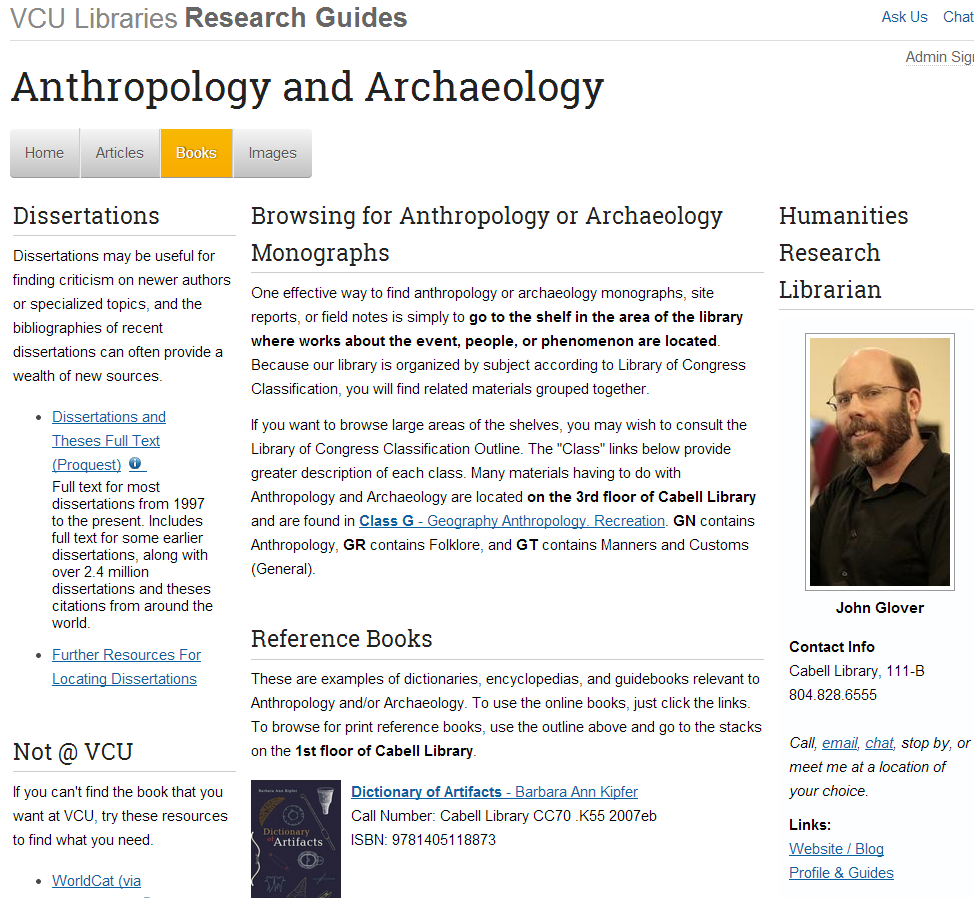 VCU Libraries Research Guides
Ask Us Chat
Admin Sig
Anthropology and Archaeology
Home Articles Books Images
Dissertations
Dissertations may be useful for
finding criticism on newer authors
or specialized topics, and the
bibliographies of recent
dissertations can often provide a
wealth of new sources.
• Dissertations and
Theses Full Text
(Proquest) i
Full text for most
dissertations from 1997
to the present. Includes
full text for some earlier
dissertations, along with
over 2.4 million
dissertations and theses
citations from around the
world.
• Further Resources For
Locating Dissertations
Not @ VCU
If you can't find the book that you
want at VCU, try these resources
to find what you need.
• WorldCat (via
Browsing for Anthropology or Archaeology
Monographs
One effective way to find anthropology or archaeology monographs, site
reports, or field notes is simply to go to the shelf in the area of the library
where works about the event, people, or phenomenon are located.
Because our library is organized by subject according to Library of Congress
Classification, you will find related materials grouped together.
If you want to browse large areas of the shelves, you may wish to consult the
Library of Congress Classification Outline. The "Class" links below provide
greater description of each class. Many materials having to do with
Anthropology and Archaeology are located on the 3rd floor of Cabell Library
and are found in Class G - Geography Anthropology. Recreation. GN contains
Anthropology, GR contains Folklore, and GT contains Manners and Customs
(General).
Reference Books
These are examples of dictionaries, encyclopedias, and guidebooks relevant to
Anthropology and/or Archaeology. To use the online books, just click the links.
To browse for print reference books, use the outline above and go to the stacks
on the 1st floor of Cabell Library.
Barbara Ann Kipfer
Dictionary
of Artifacts
Dictionary of Artifacts - Barbara Ann Kipfer
Call Number: Cabell Library CC70 .K55 2007eb
ISBN: 9781405118873
Humanities
Research
Librarian
John Glover
Contact Info
Cabell Library, 111-B
804.828.6555
Call, email, chat, stop by, or
meet me at a location of
your choice.
Links:
Website / Blog
Profile & Guides